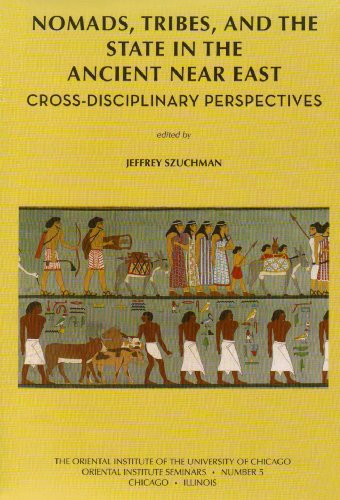 NOMADS, TRIBES, AND THE
STATE IN THE
ANCIENT NEAR EAST
CROSS-DISCIPLINARY PERSPECTIVES
edited by
JEFFREY SZUCHMAN
THE ORIENTAL INSTITUTE OF THE UNIVERSITY OF CHICAGO
ORIENTAL INSTITUTE SEMINARS • NUMBER 5
CHICAGO • ILLINOIS